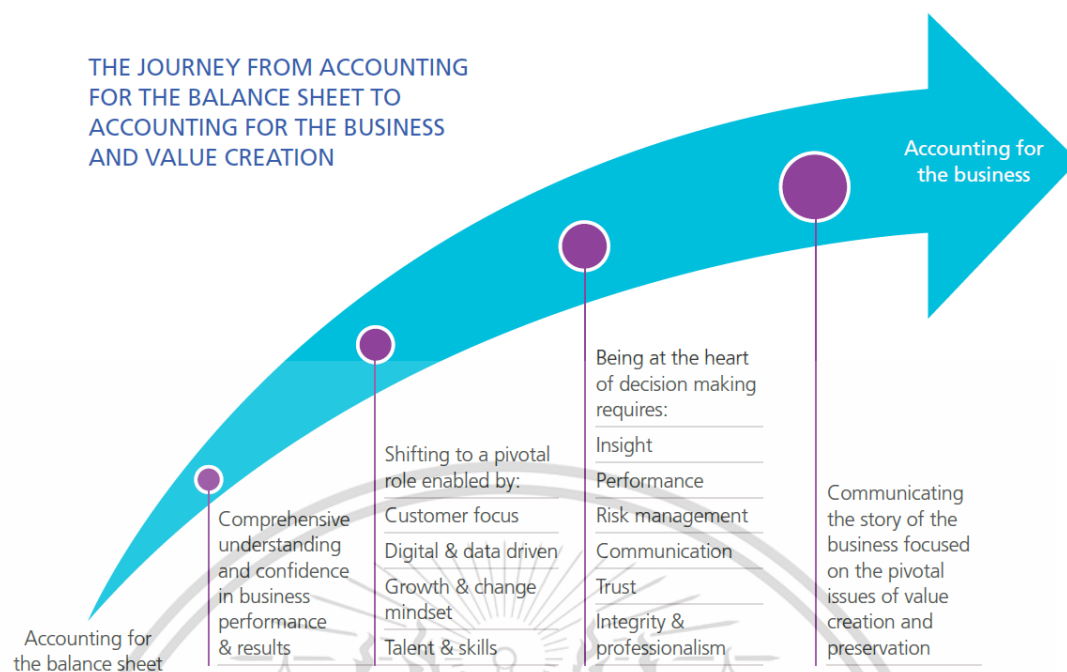 THE JOURNEY FROM ACCOUNTING
FOR THE BALANCE SHEET TO
ACCOUNTING FOR THE BUSINESS
AND VALUE CREATION
Accounting for
the business
Accounting for
the balance sheet
Comprehensive
understanding
and confidence
in business
performance
& results
Shifting to a pivotal
role enabled by:
Customer focus
Digital & data driven
Growth & change
mindset
Talent & skills
Being at the heart
of decision making
requires:
Insight
Performance
Risk management
Communication
Trust
Integrity &
professionalism
Communicating
the story of the
business focused
on the pivotal
issues of value
creation and
preservation